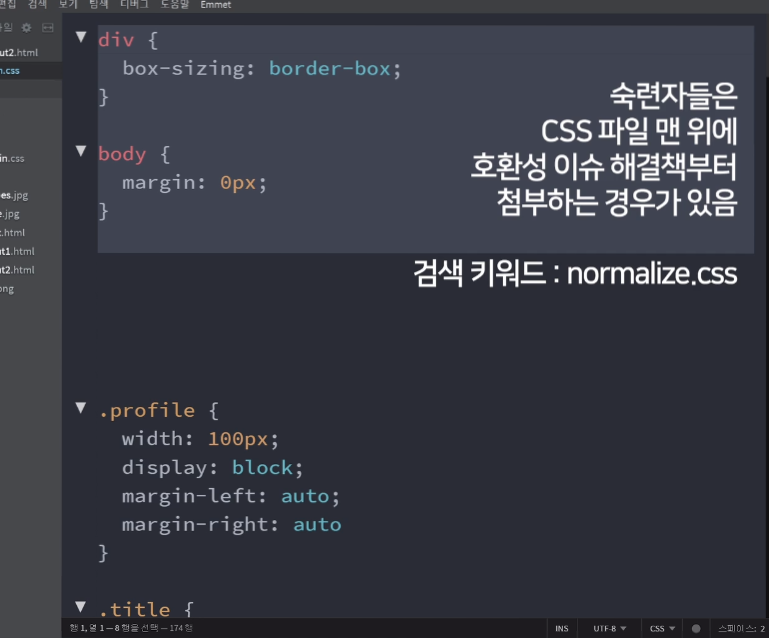 편집 검색 보기 탐색 디버그 도움말 Emmet
ut2.html
n.css
in.css
es.jpg
e.jpg
t.html
ut1.html
ut2.html
ong
div {
box-sizing: border-box;
}
숙련자들은
CSS 파일 맨 위에
body {
호환성 이슈 해결책부터
margin: 0px;
첨부하는 경우가 있음
}
검색 키워드 : normalize.css
.profile {
width: 100px;
display: block;
margin-left: auto;
margin-right: auto
}
.title {
행 1, 열 1 — 8 행을 선택 — 174 행 INS UTF-8 CSS 스페이스: 2